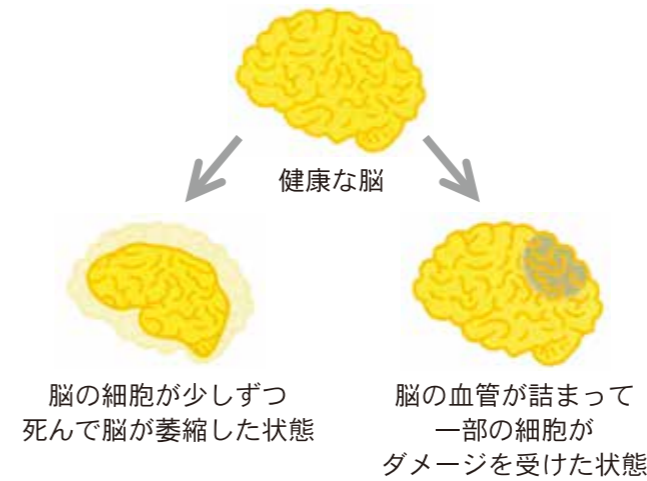 健康な脳
脳の細胞が少しずつ
死んで脳が萎縮した状態
脳の血管が詰まって
一部の細胞が
ダメージを受けた状態